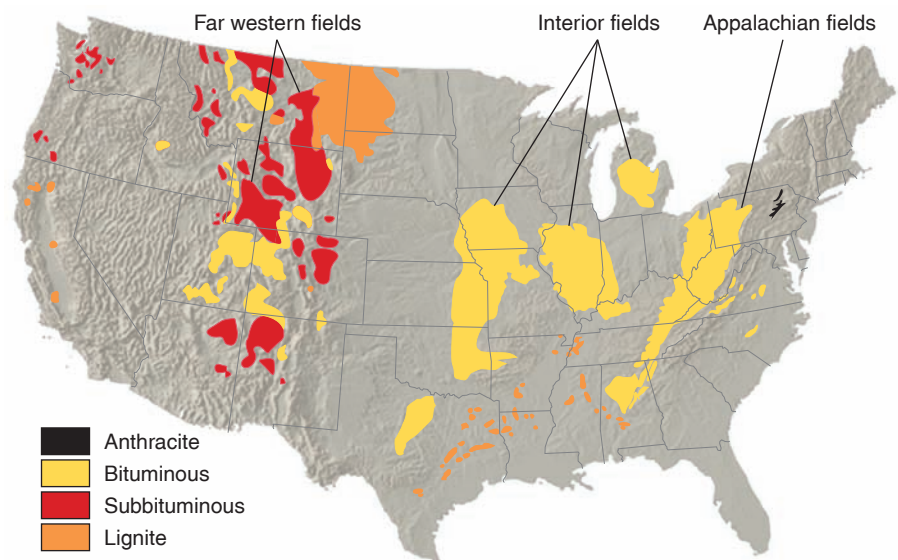 Far western fields
Interior fields
Appalachian fields
Anthracite
Bituminous
Subbituminous
Lignite